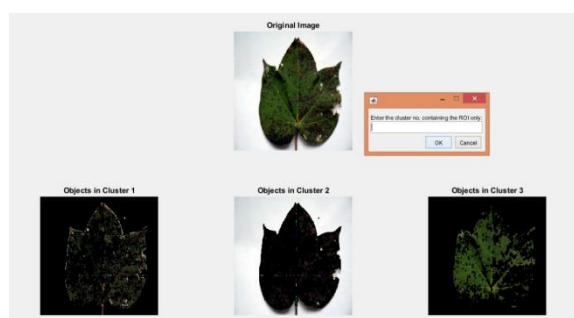 Original Image
Enter the cluster no. containing the ROI only:
OK Cancel
Objects in Cluster 1
Objects in Cluster 2
Objects in Cluster 3